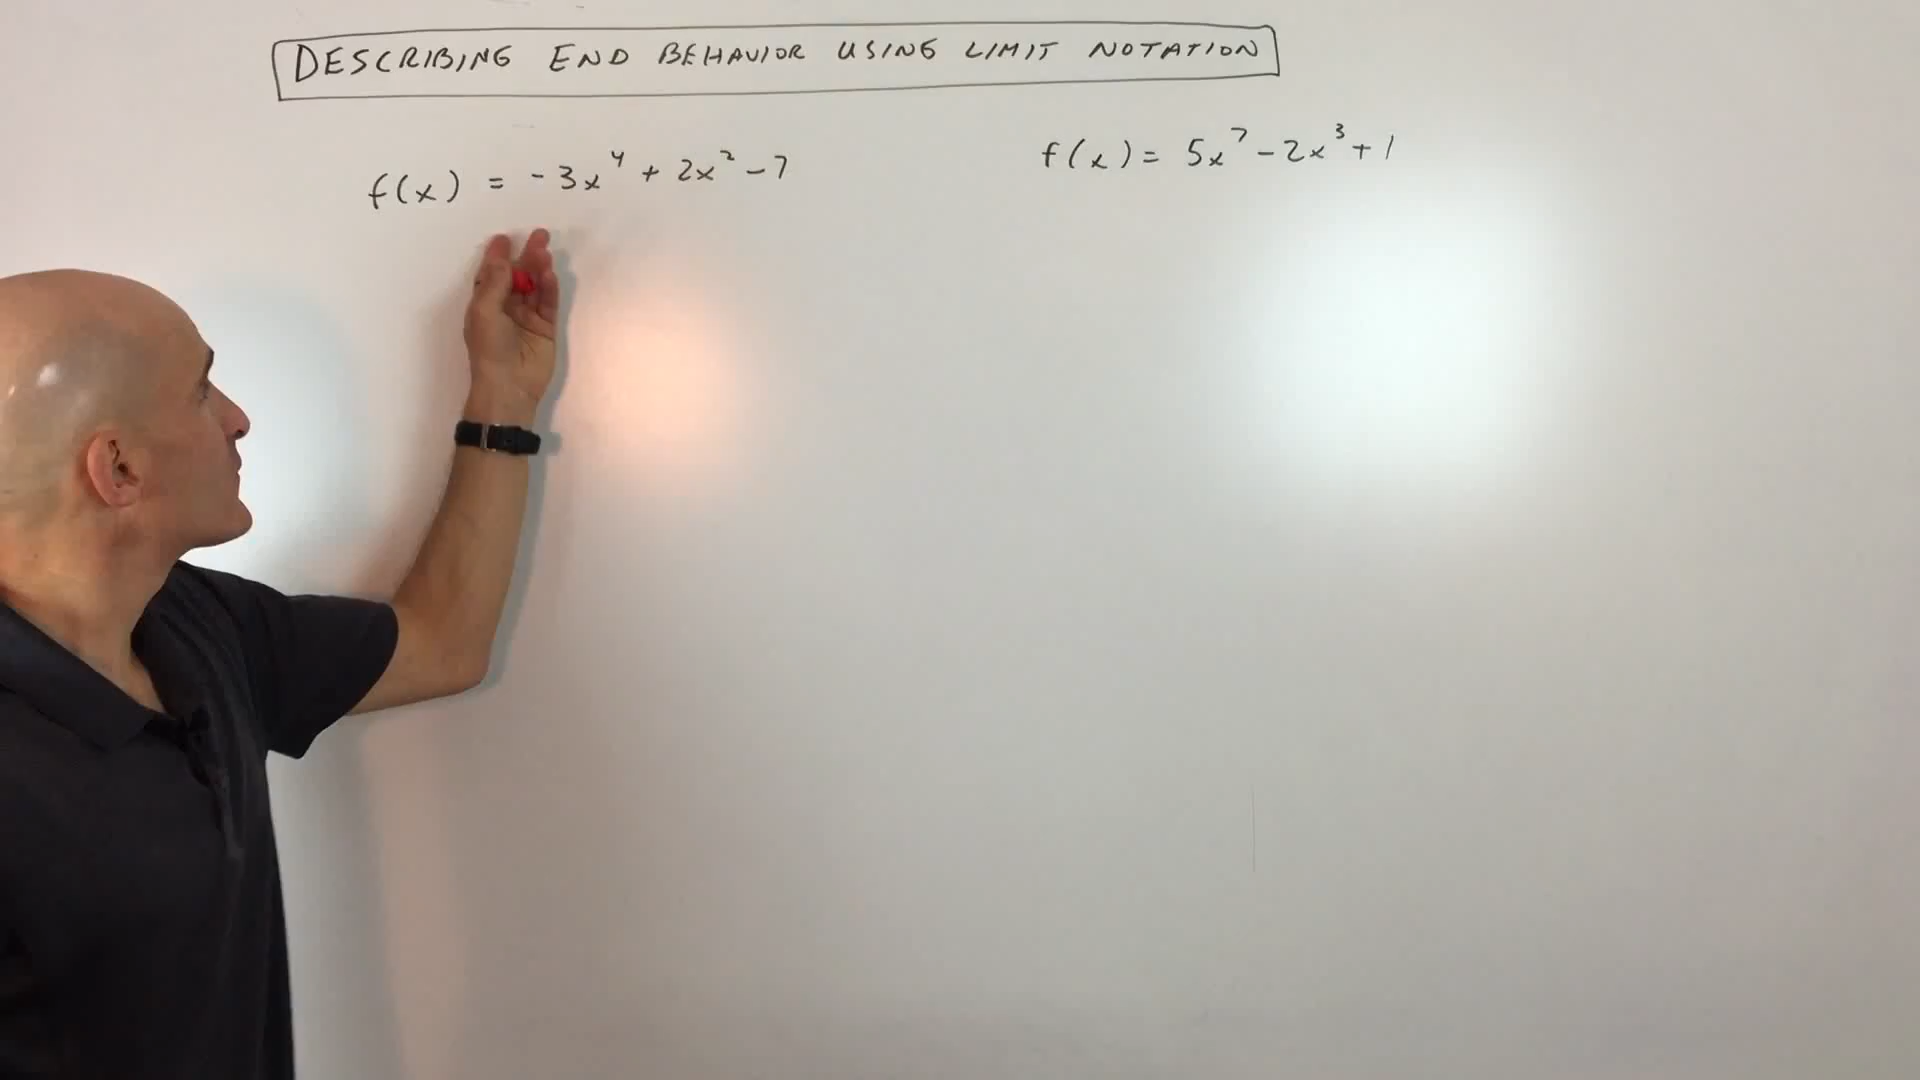 DESCRIBING END BEHAVIOR USING LIMIT NOTATION
f(x) = -3x⁴ + 2x² - 7
f(x) = 5x⁷ - 2x³ + 1